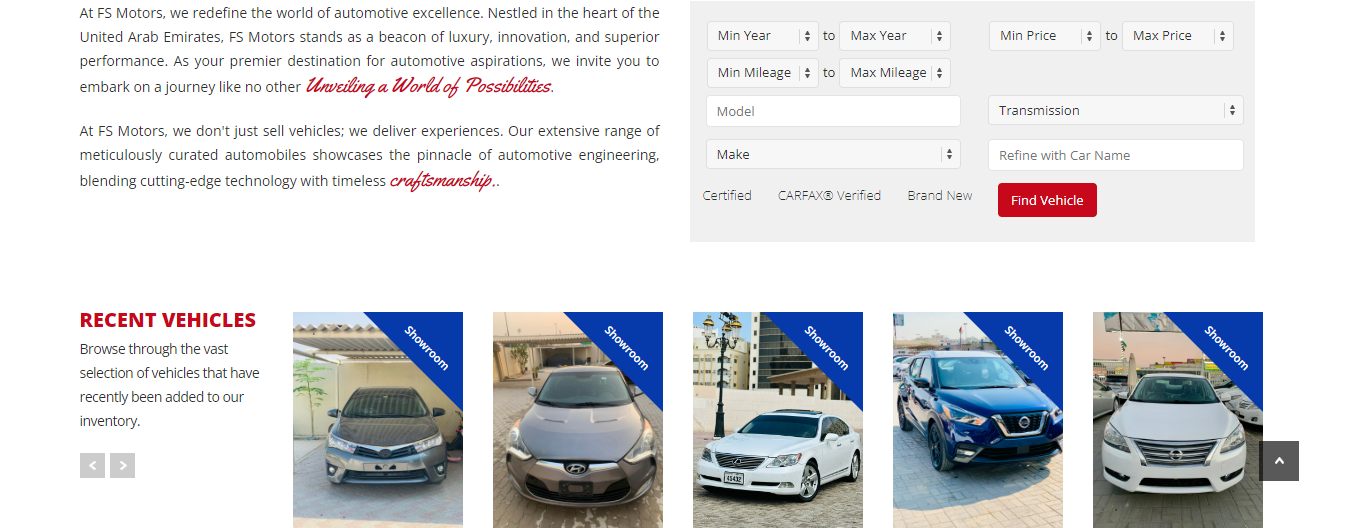 At FS Motors, we redefine the world of automotive excellence. Nestled in the heart of the
United Arab Emirates, FS Motors stands as a beacon of luxury, innovation, and superior
performance. As your premier destination for automotive aspirations, we invite you to
embark on a journey like no other Unveiling a World of Possibilities.
At FS Motors, we don't just sell vehicles; we deliver experiences. Our extensive range of
meticulously curated automobiles showcases the pinnacle of automotive engineering,
blending cutting-edge technology with timeless craftsmanship..
Min Year to Max Year Min Price to Max Price
Min Mileage to Max Mileage
Model Transmission
Make Refine with Car Name
Certified CARFAX® Verified Brand New Find Vehicle
RECENT VEHICLES
Browse through the vast
selection of vehicles that have
recently been added to our
inventory.
Showroom
Showroom
Showroom
45432
Showroom
Showroom